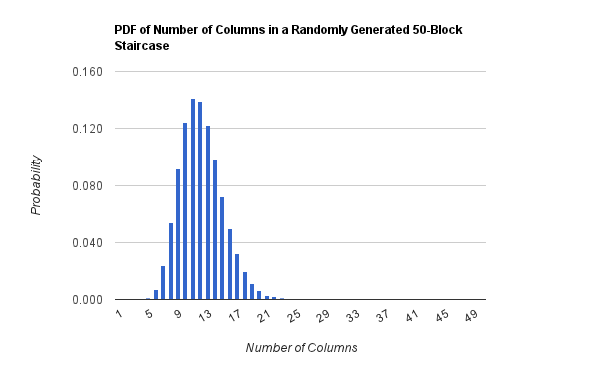 PDF of Number of Columns in a Randomly Generated 50-Block
Staircase
0.160
0.120
0.080
0.040
0.000
Probability
1 5 9 13 17 21 25 29 33 37 41 45 49
Number of Columns